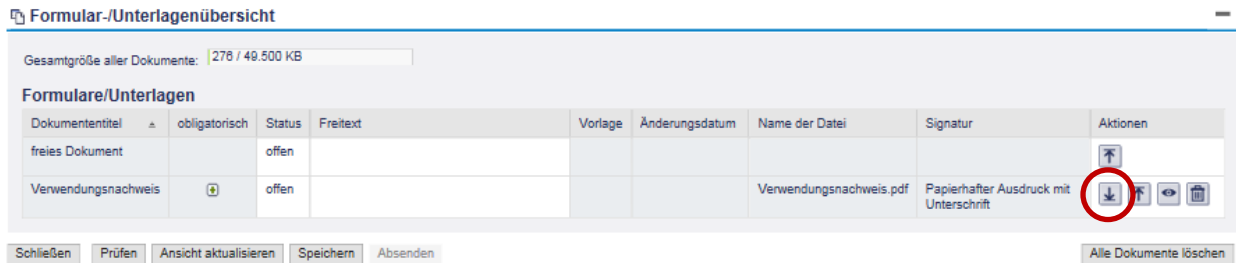 Formular-/Unterlagenübersicht
Gesamtgröße aller Dokumente: 276 / 49.500 KB
Formulare/Unterlagen
Dokumententitel obligatorisch Status Freitext Vorlage Änderungsdatum Name der Datei Signatur Aktionen
freies Dokument offen
Verwendungsnachweis offen Verwendungsnachweis.pdf Papierhafter Ausdruck mit
Unterschrift
Schließen Prüfen Ansicht aktualisieren Speichern Absenden Alle Dokumente löschen